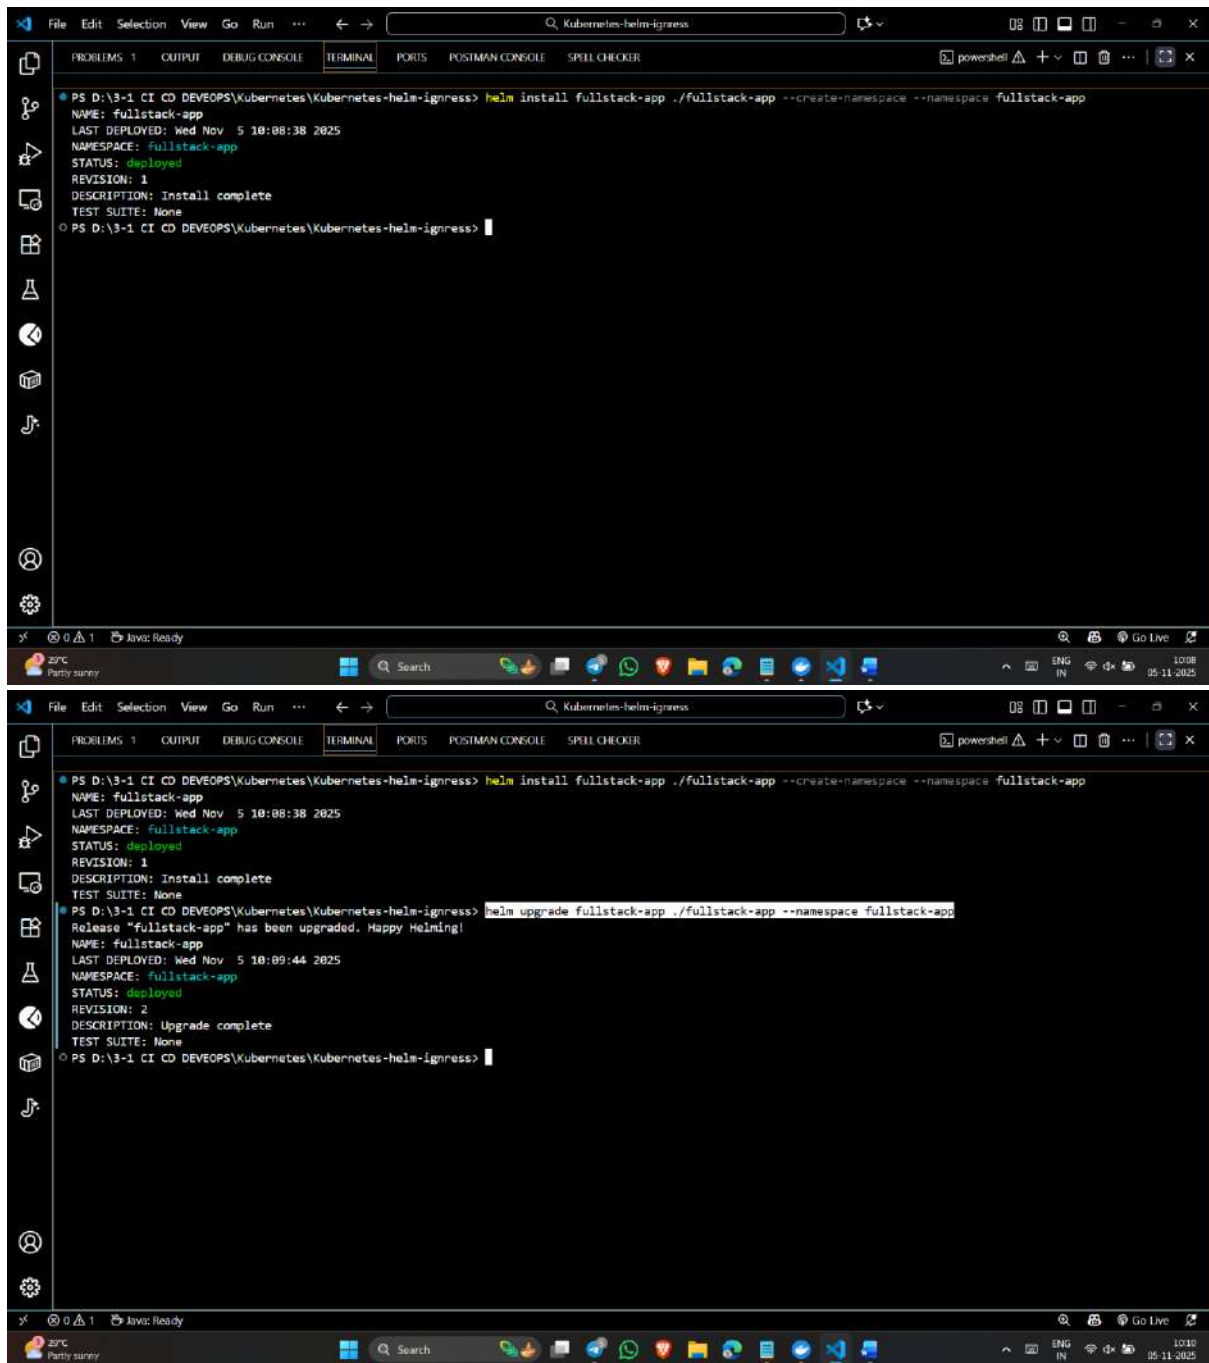 File Edit Selection View Go Run ··· Kubernetes-helm-ignress
PROBLEMS 1 OUTPUT DEBUG CONSOLE TERMINAL PORTS POSTMAN CONSOLE SPELL CHECKER powershell
PS D:\3-1 CI CD DEVEOPS\Kubernetes\Kubernetes-helm-ignress> helm install fullstack-app ./fullstack-app --create-namespace --namespace fullstack-app
NAME: fullstack-app
LAST DEPLOYED: Wed Nov  5 10:08:38 2025
NAMESPACE: fullstack-app
STATUS: deployed
REVISION: 1
DESCRIPTION: Install complete
TEST SUITE: None
PS D:\3-1 CI CD DEVEOPS\Kubernetes\Kubernetes-helm-ignress>
0 1 Java: Ready Go Live
3 29°C Search ENG 10:08
Partly sunny IN 05-11-2025
File Edit Selection View Go Run ··· Kubernetes-helm-ignress
PROBLEMS 1 OUTPUT DEBUG CONSOLE TERMINAL PORTS POSTMAN CONSOLE SPELL CHECKER powershell
PS D:\3-1 CI CD DEVEOPS\Kubernetes\Kubernetes-helm-ignress> helm install fullstack-app ./fullstack-app --create-namespace --namespace fullstack-app
NAME: fullstack-app
LAST DEPLOYED: Wed Nov  5 10:08:38 2025
NAMESPACE: fullstack-app
STATUS: deployed
REVISION: 1
DESCRIPTION: Install complete
TEST SUITE: None
PS D:\3-1 CI CD DEVEOPS\Kubernetes\Kubernetes-helm-ignress> helm upgrade fullstack-app ./fullstack-app --namespace fullstack-app
Release "fullstack-app" has been upgraded. Happy Helming!
NAME: fullstack-app
LAST DEPLOYED: Wed Nov  5 10:09:44 2025
NAMESPACE: fullstack-app
STATUS: deployed
REVISION: 2
DESCRIPTION: Upgrade complete
TEST SUITE: None
PS D:\3-1 CI CD DEVEOPS\Kubernetes\Kubernetes-helm-ignress>
0 1 Java: Ready Go Live
3 29°C Search ENG 10:10
Partly sunny IN 05-11-2025